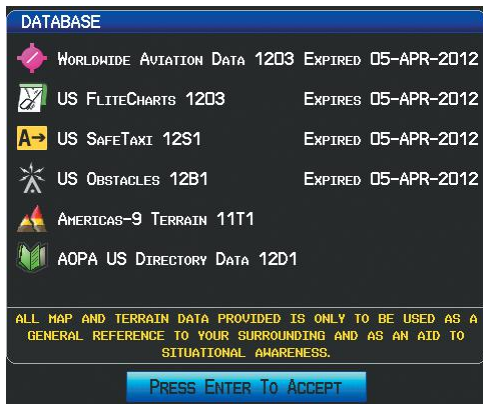 DATABASE
WORLDWIDE AVIATION DATA 1203 EXPIRED 05-APR-2012
US FLITECHARTS 1203 EXPIRES 05-APR-2012
A→ US SAFETAXI 12S1 EXPIRED 05-APR-2012
US OBSTACLES 12B1 EXPIRED 05-APR-2012
AMERICAS-9 TERRAIN 11T1
AOPA US DIRECTORY DATA 12D1
ALL MAP AND TERRAIN DATA PROVIDED IS ONLY TO BE USED AS A
GENERAL REFERENCE TO YOUR SURROUNDING AND AS AN AID TO
SITUATIONAL AWARENESS.
PRESS ENTER TO ACCEPT